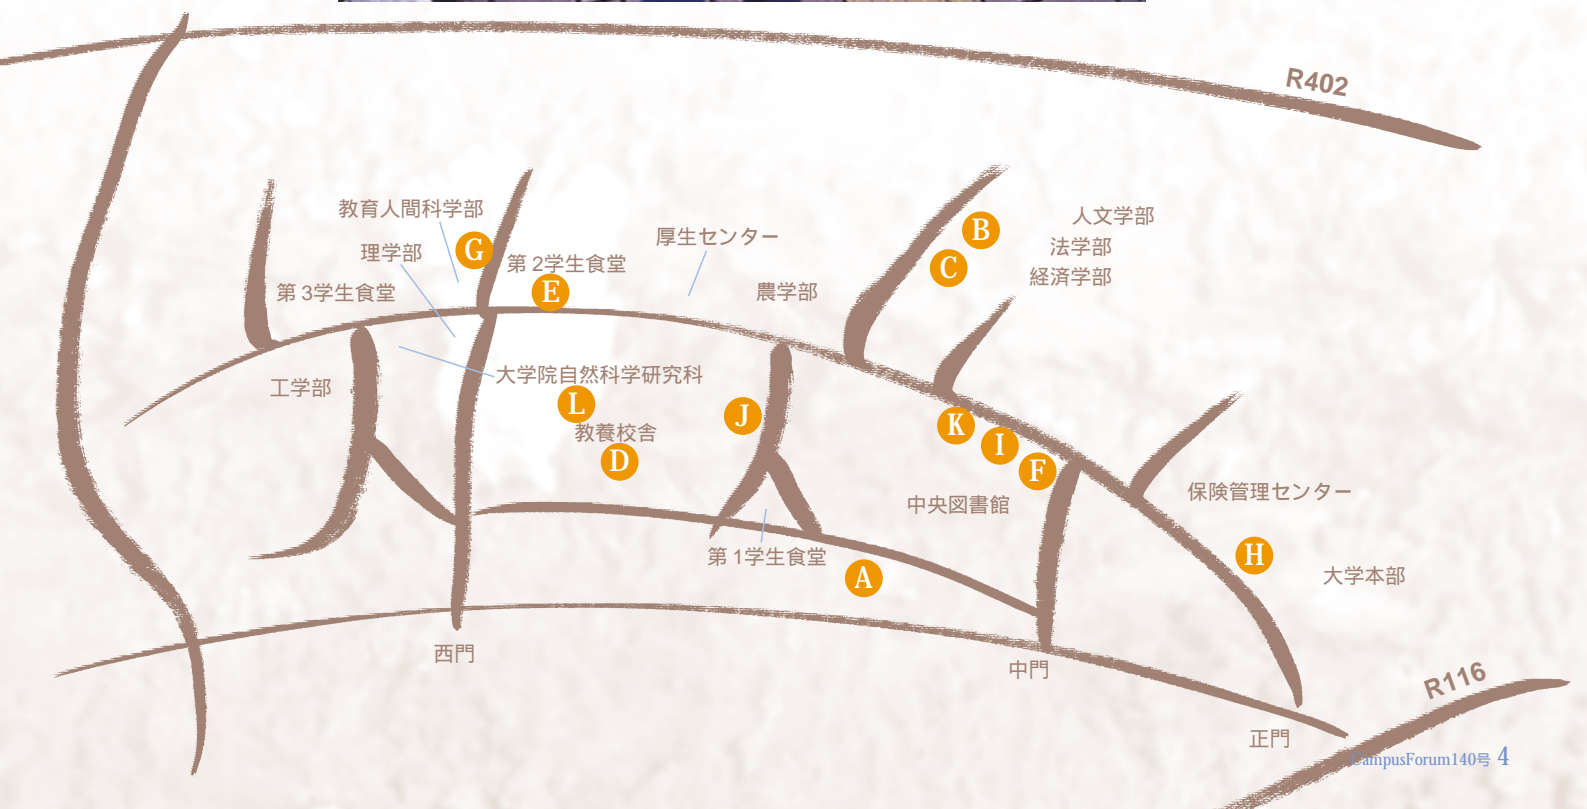 R402
教育人間科学部
G
理学部
第2学生食堂
E
第3学生食堂
厚生センター
農学部
B
C
人文学部
法学部
経済学部
工学部
大学院自然科学研究科
L
教養校舎
D
J
K
I
F
中央図書館
保険管理センター
H
大学本部
第1学生食堂
A
西門
中門
正門
R116
CampusForum140号 4